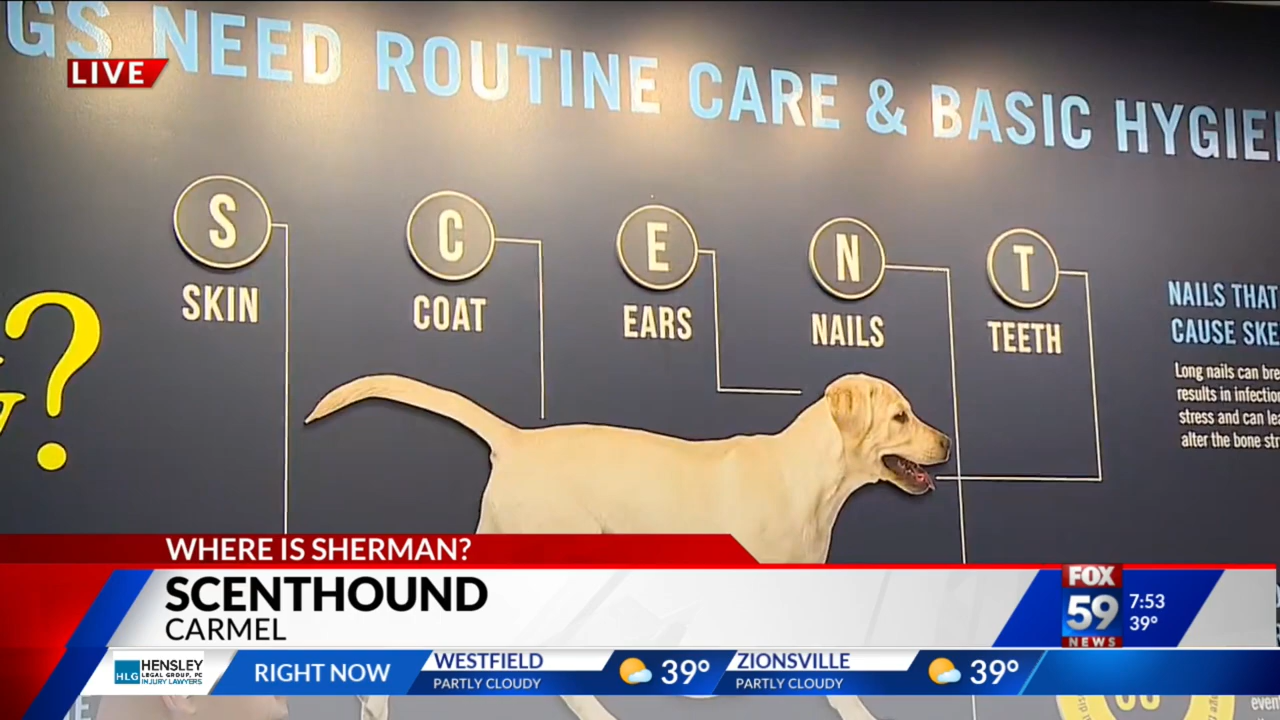 GS NEED ROUTINE CARE & BASIC HYGIE
LIVE
S
C
E
N
T
SKIN
COAT
EARS
NAILS
TEETH
?
NAILS THAT
CAUSE SKE
Long nails can bre
results in infectio
stress and can lea
alter the bone str
WHERE IS SHERMAN?
SCENTHOUND
CARMEL
FOX
59
NEWS
7:53
39°
HLG
HENSLEY
LEGAL GROUP, PC
INJURY LAWYERS
RIGHT NOW
WESTFIELD
PARTLY CLOUDY
39°
ZIONSVILLE
PARTLY CLOUDY
39°
even